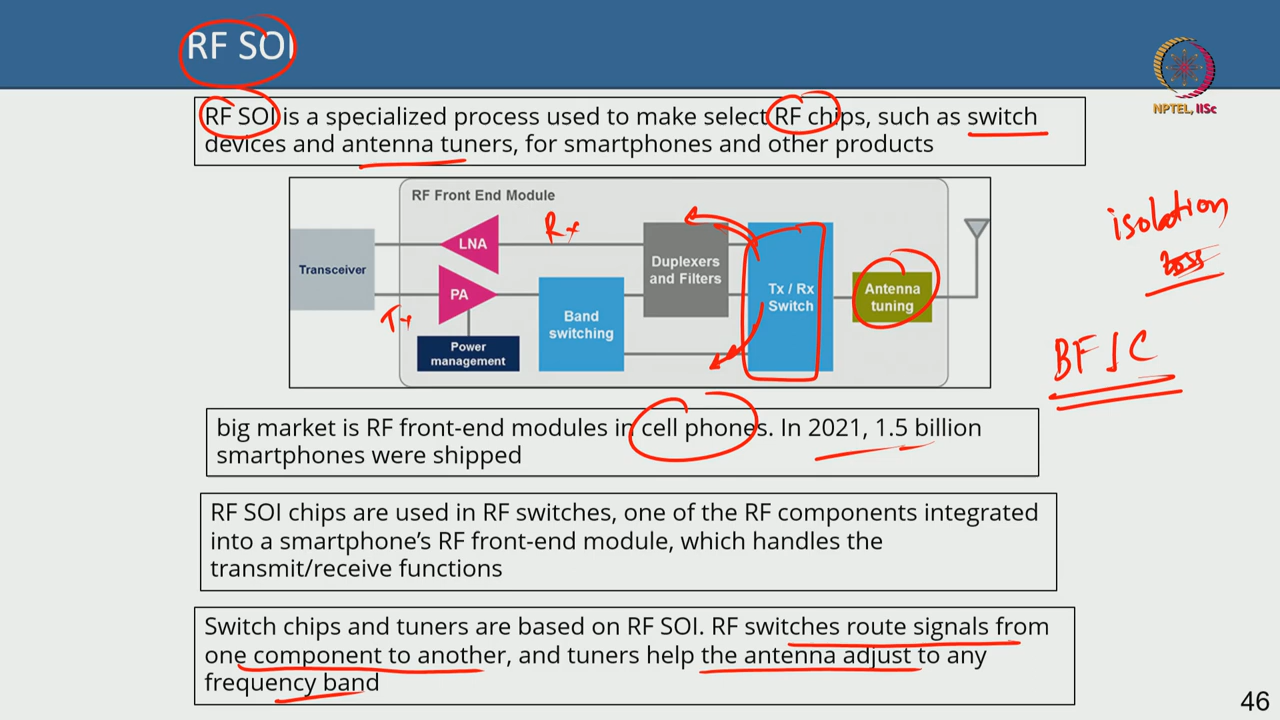 RF SOI
NPTEL, IISc
RF SOI is a specialized process used to make select RF chips, such as switch
devices and antenna tuners, for smartphones and other products
RF Front End Module
LNA
Rx
Transceiver
Duplexers
and Filters
Tx / Rx
Switch
Antenna
tuning
PA
Tx
Band
switching
Power
management
isolation
loss
BFSC
big market is RF front-end modules in cell phones. In 2021, 1.5 billion
smartphones were shipped
RF SOI chips are used in RF switches, one of the RF components integrated
into a smartphone’s RF front-end module, which handles the
transmit/receive functions
Switch chips and tuners are based on RF SOI. RF switches route signals from
one component to another, and tuners help the antenna adjust to any
frequency band
46